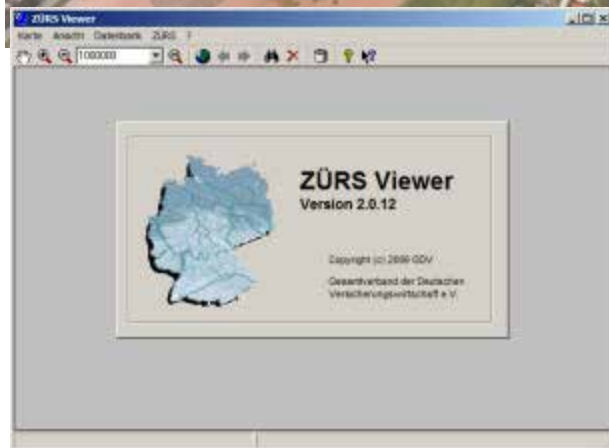 ZÜRS Viewer
Karte Ansicht Datenbank ZÜRS ?
1000000
ZÜRS Viewer
Version 2.0.12
Copyright (c) 2006 GDV
Gesamtverband der Deutschen
Versicherungswirtschaft e.V.